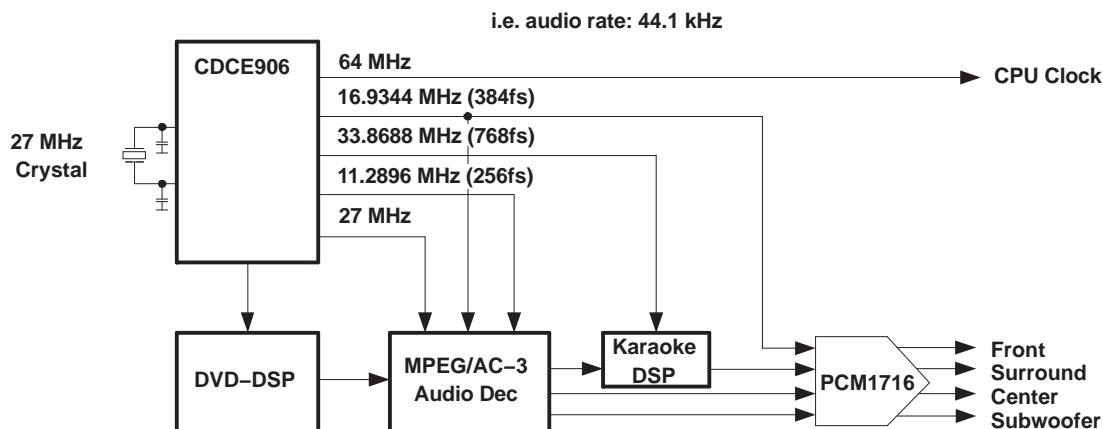 i.e. audio rate: 44.1 kHz
CDCE906
64 MHz
CPU Clock
16.9344 MHz (384fs)
27 MHz
Crystal
33.8688 MHz (768fs)
11.2896 MHz (256fs)
27 MHz
DVD−DSP
MPEG/AC−3
Audio Dec
Karaoke
DSP
PCM1716
Front
Surround
Center
Subwoofer